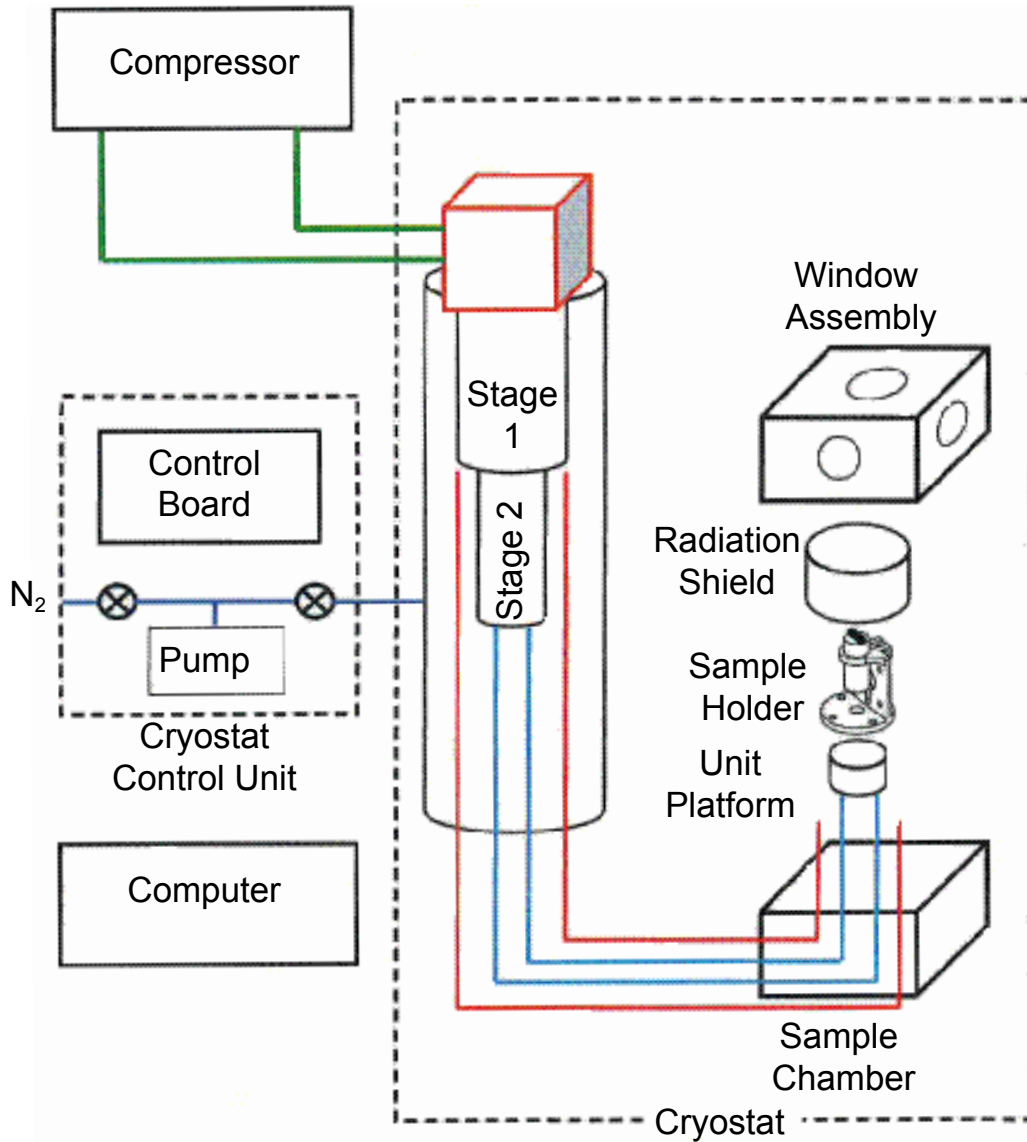 Compressor
Window
Assembly
Stage
1
Control
Board
Stage 2
Radiation
Shield
N₂
Pump
Sample
Holder
Cryostat
Control Unit
Unit
Platform
Computer
Sample
Chamber
Cryostat